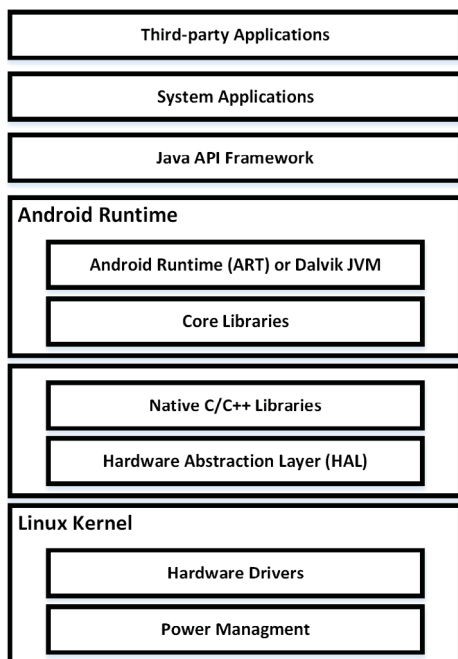 Third-party Applications
System Applications
Java API Framework
Android Runtime
Android Runtime (ART) or Dalvik JVM
Core Libraries
Native C/C++ Libraries
Hardware Abstraction Layer (HAL)
Linux Kernel
Hardware Drivers
Power Managment